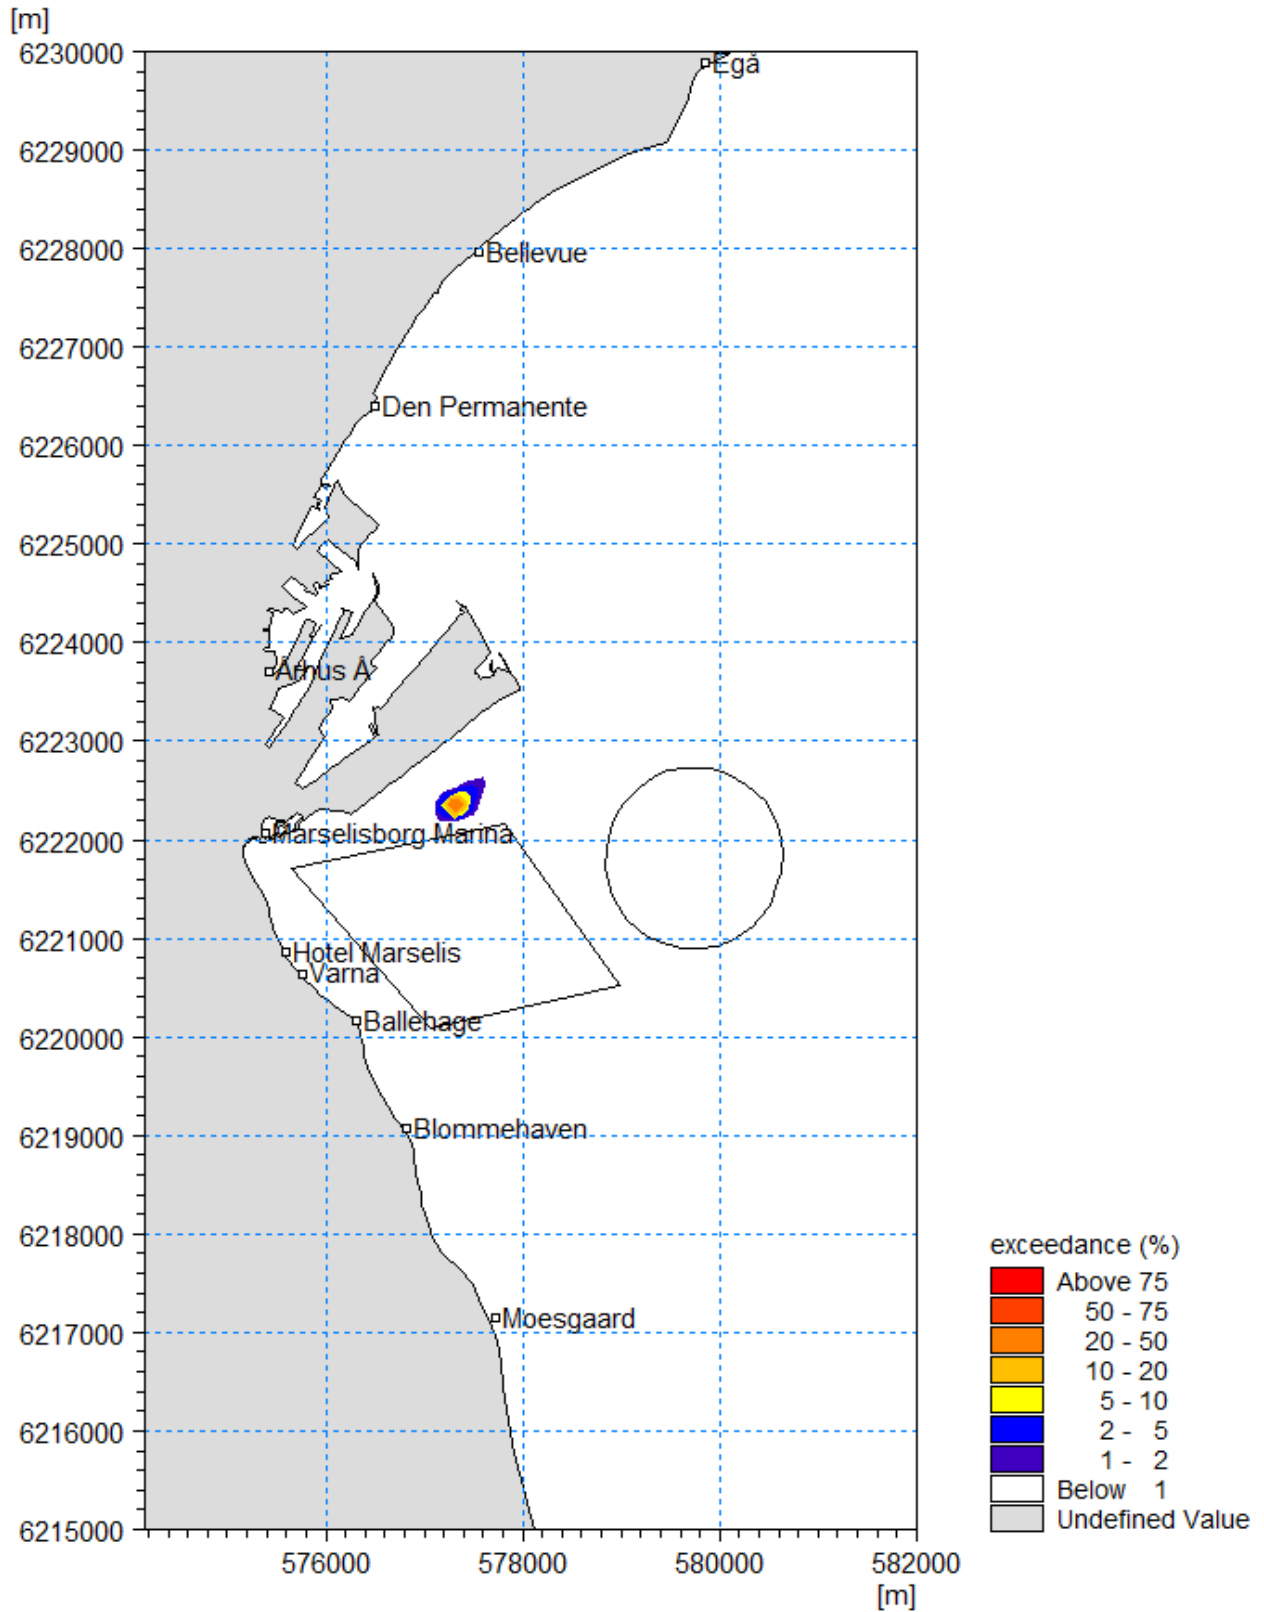 [m]
6230000
Egå
6229000
6228000
Bellevue
6227000
Den Permanente
6226000
6225000
6224000
Århus Å
6223000
6222000
Marselisborg Marina
6221000
Hotel Marselis
Varna
6220000
Ballehage
6219000
Blommehaven
6218000
6217000
Moesgaard
6216000
6215000
576000 578000 580000 582000
[m]
exceedance (%)
Above 75
50 - 75
20 - 50
10 - 20
5 - 10
2 - 5
1 - 2
Below 1
Undefined Value